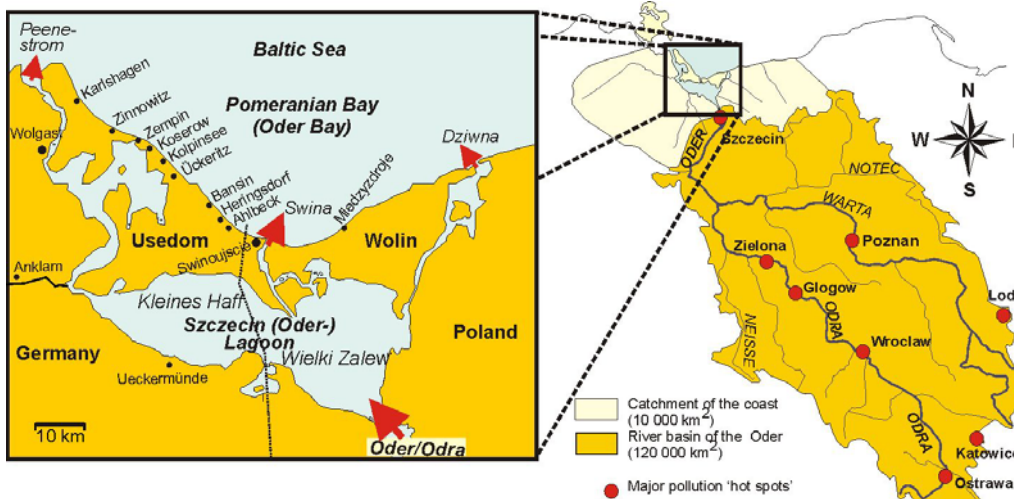 Peene-
strom
Baltic Sea
Karlshagen
Zinnowitz
Zempin
Koserow
Kölpinsee
Ückeritz
Pomeranian Bay
(Oder Bay)
Dziwna
Wolgast
Bansin
Heringsdorf
Ahlbeck
Swina
Miedzyzdroje
Usedom
Swinoujscie
Wolin
Anklam
Kleines Haff
Szczecin (Oder-)
Lagoon
Poland
Germany
Wielki Zalew
Ueckermünde
10 km
Oder/Odra
N
W
S
Szczecin
ODER
NOTEC
WARTA
Zielona
Poznan
Glogow
Lod
ODRA
NEISSE
Wroclaw
Catchment of the coast
(10 000 km²)
River basin of the Oder
(120 000 km²)
ODRA
Katowice
Ostrawa
Major pollution 'hot spots'